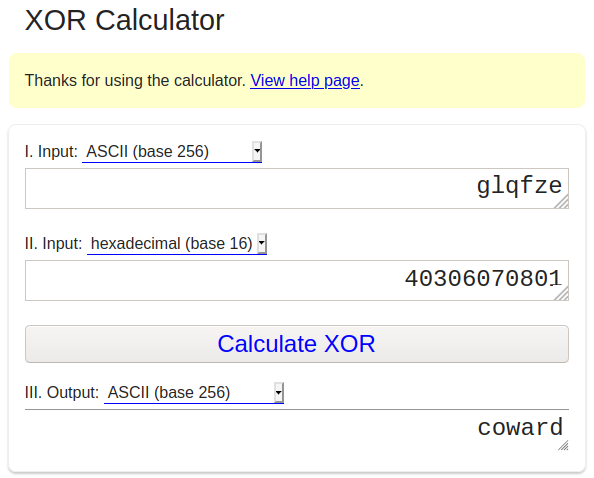 XOR Calculator
Thanks for using the calculator. View help page.
I. Input: ASCII (base 256)
glqfze
II. Input: hexadecimal (base 16)
40306070801
Calculate XOR
III. Output: ASCII (base 256)
coward